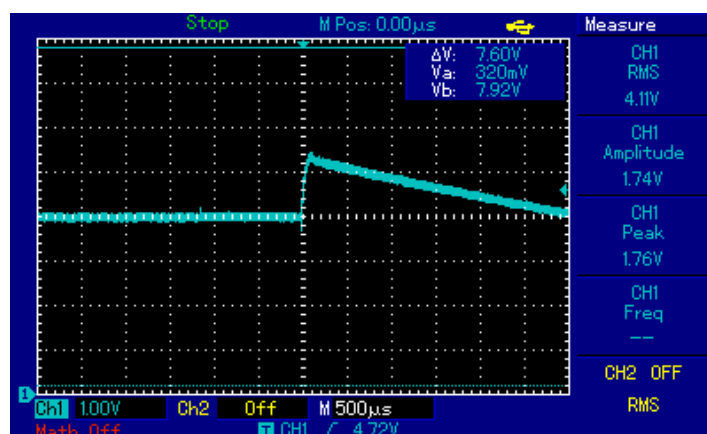 Stop M Pos: 0.00μs Measure
ΔV: 7.60V
Va: 320mV
Vb: 7.92V
CH1
RMS
4.11V
CH1
Amplitude
1.74V
CH1
Peak
1.76V
CH1
Freq
--
CH2 OFF
RMS
1
Ch1 1.00V Ch2 Off M 500μs
Math Off T CH1 / 4.72V